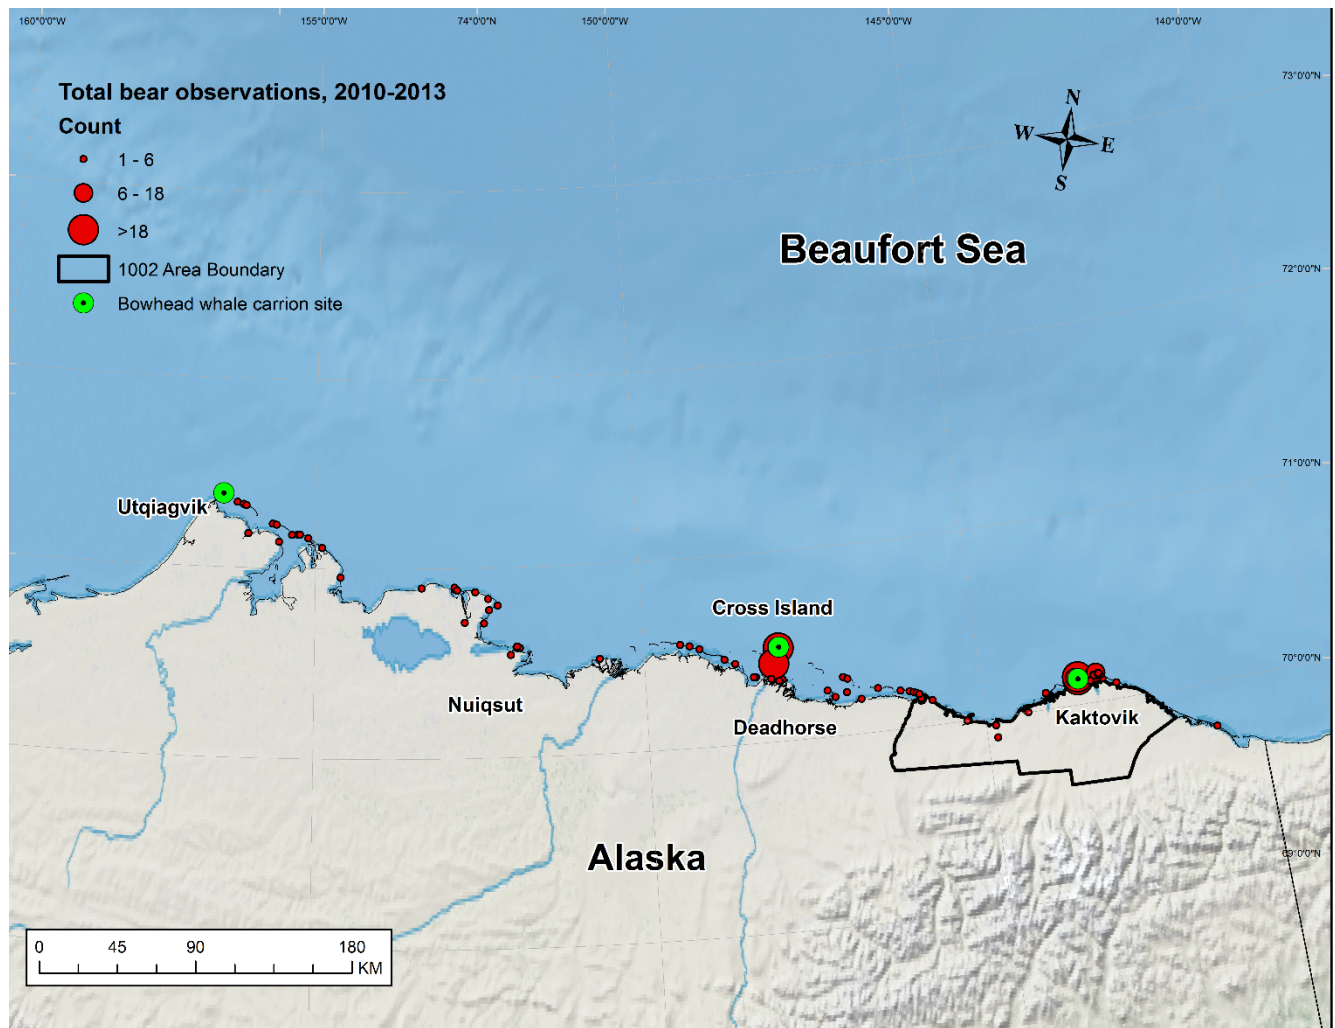 160°0'0"W 155°0'0"W 74°0'0"N 150°0'0"W 145°0'0"W 140°0'0"W
73°0'0"N
Total bear observations, 2010-2013
Count
1 - 6
6 - 18
>18
1002 Area Boundary
Bowhead whale carrion site
N
W E
S
Beaufort Sea
72°0'0"N
71°0'0"N
Utqiagvik
Cross Island
70°0'0"N
Nuiqsut
Kaktovik
Deadhorse
Alaska
69°0'0"N
0 45 90 180
KM